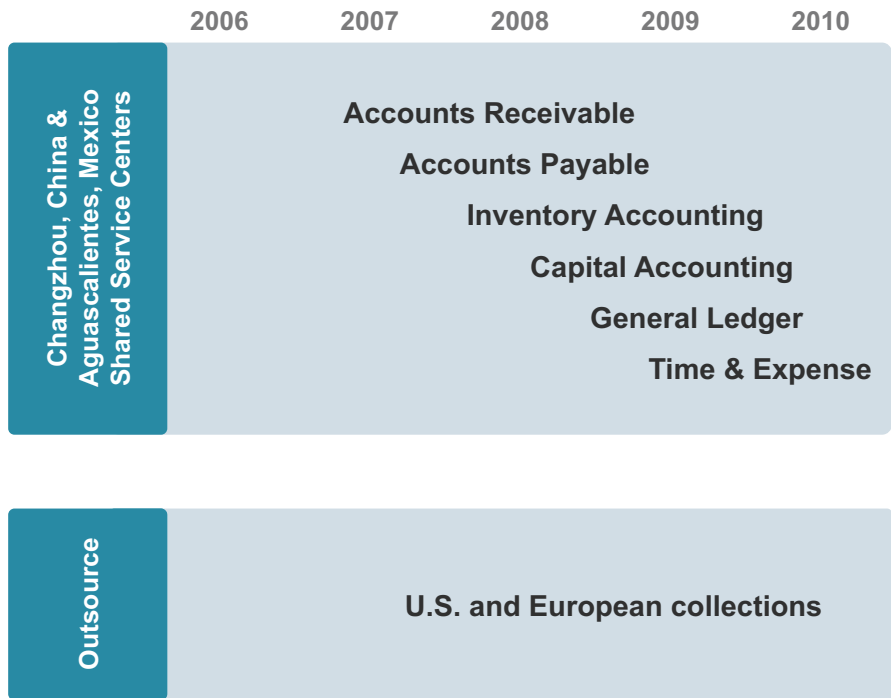 2006 2007 2008 2009 2010
Changzhou, China &
Aguascalientes, Mexico
Shared Service Centers
Accounts Receivable
Accounts Payable
Inventory Accounting
Capital Accounting
General Ledger
Time & Expense
Outsource
U.S. and European collections